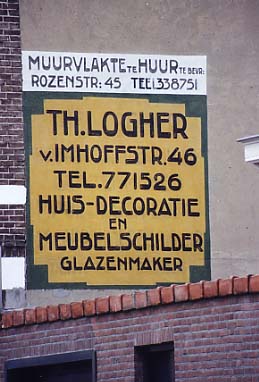 MUURVLAKTE TE HUUR TE BEVR:
ROZENSTR: 45 TEL: 338751
TH. LOGHER
v. IMHOFFSTR. 46
TEL. 771526
HUIS-DECORATIE
EN
MEUBELSCHILDER
GLAZENMAKER